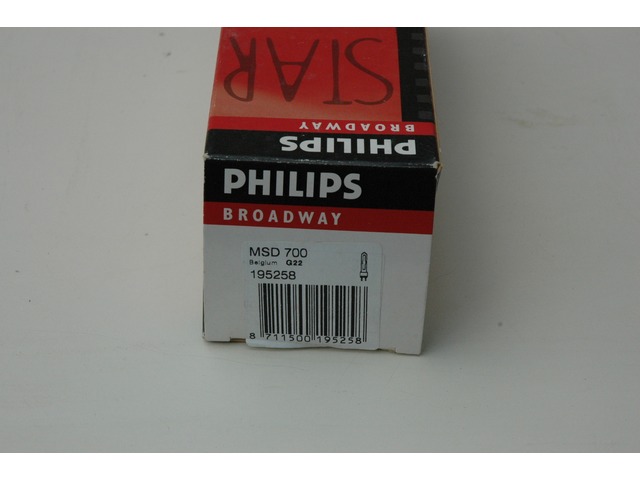 STAR
PHILIPS
BROADWAY
PHILIPS
BROADWAY
MSD 700
Belgium G22
195258
8 711500 195258